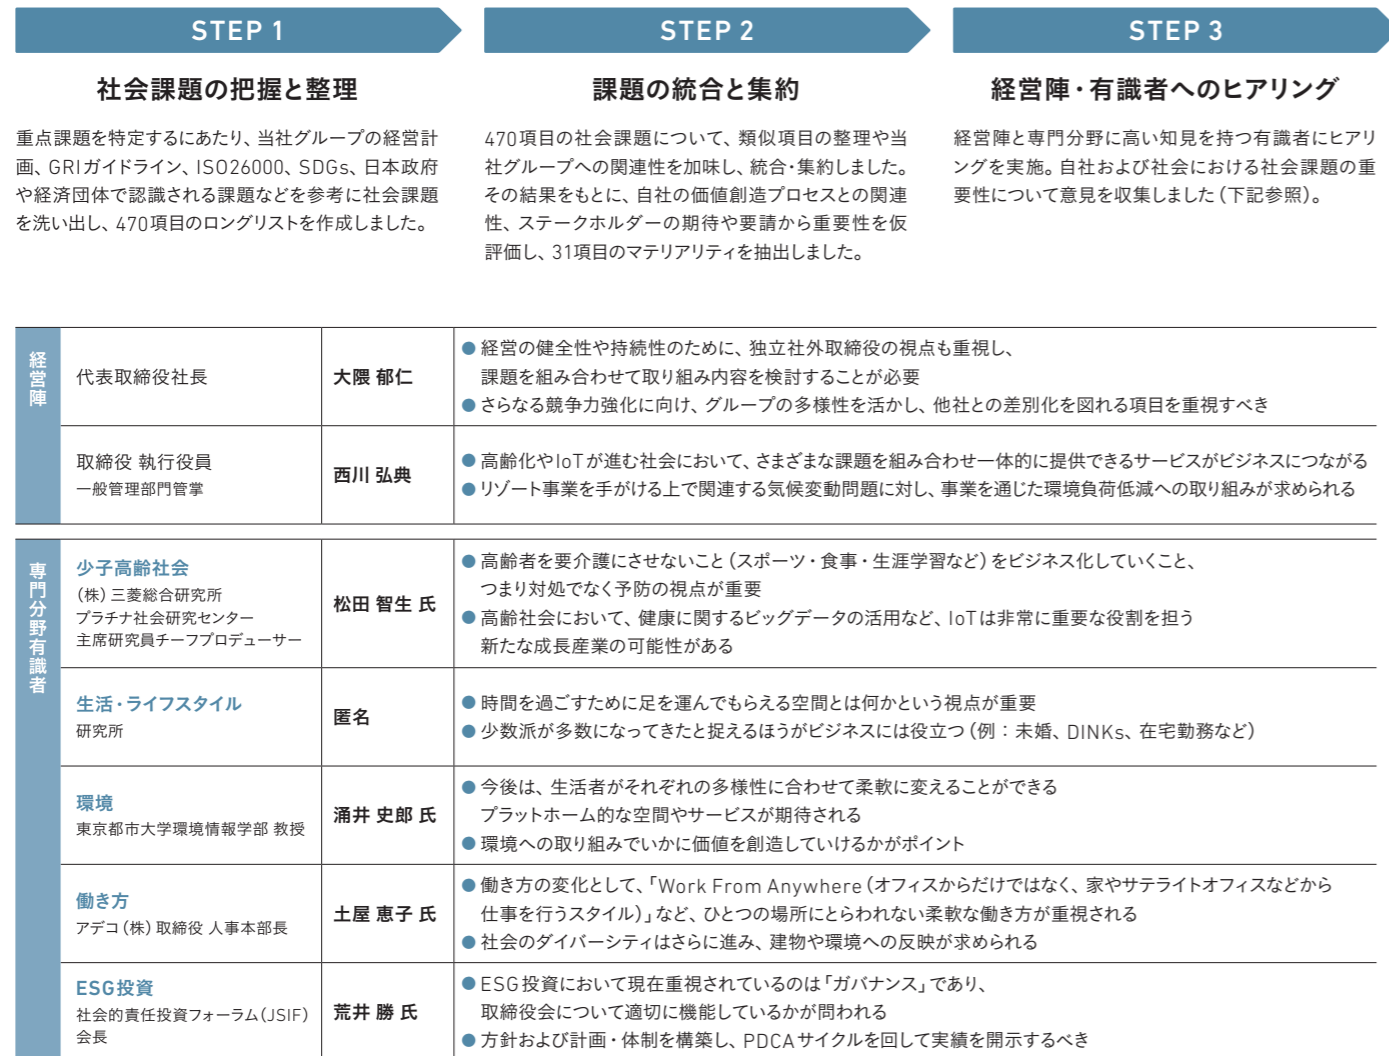 STEP 1
社会課題の把握と整理
重点課題を特定するにあたり、当社グループの経営計
画、GRIガイドライン、ISO26000、SDGs、日本政府
や経済団体で認識される課題などを参考に社会課題
を洗い出し、470項目のロングリストを作成しました。
STEP 2
課題の統合と集約
470項目の社会課題について、類似項目の整理や当
社グループへの関連性を加味し、統合・集約しました。
その結果をもとに、自社の価値創造プロセスとの関連
性、ステークホルダーの期待や要請から重要性を仮
評価し、31項目のマテリアリティを抽出しました。
STEP 3
経営陣・有識者へのヒアリング
経営陣と専門分野に高い知見を持つ有識者にヒアリ
ングを実施。自社および社会における社会課題の重
要性について意見を収集しました(下記参照)。
経営陣
代表取締役社長
大隈 郁仁
●経営の健全性や持続性のために、独立社外取締役の視点も重視し、
課題を組み合わせて取り組み内容を検討することが必要
●さらなる競争力強化に向け、グループの多様性を活かし、他社との差別化を図れる項目を重視すべき
取締役 執行役員
一般管理部門管掌
西川 弘典
●高齢化やIoTが進む社会において、さまざまな課題を組み合わせ一体的に提供できるサービスがビジネスにつながる
●リゾート事業を手がける上で関連する気候変動問題に対し、事業を通じた環境負荷低減への取り組みが求められる
専門分野有識者
少子高齢社会
(株)三菱総合研究所
プラチナ社会研究センター
主席研究員チーフプロデューサー
松田 智生 氏
●高齢者を要介護にさせないこと(スポーツ・食事・生涯学習など)をビジネス化していくこと、
つまり対処でなく予防の視点が重要
●高齢社会において、健康に関するビッグデータの活用など、IoTは非常に重要な役割を担う
新たな成長産業の可能性がある
生活・ライフスタイル
研究所
匿名
●時間を過ごすために足を運んでもらえる空間とは何かという視点が重要
●少数派が多数になってきたと捉えるほうがビジネスには役立つ(例:未婚、DINKs、在宅勤務など)
環境
東京都市大学環境情報学部 教授
涌井 史郎 氏
●今後は、生活者がそれぞれの多様性に合わせて柔軟に変えることができる
プラットホーム的な空間やサービスが期待される
●環境への取り組みでいかに価値を創造していけるかがポイント
働き方
アデコ(株)取締役 人事本部長
土屋 恵子 氏
●働き方の変化として、「Work From Anywhere(オフィスからだけではなく、家やサテライトオフィスなどから
仕事を行うスタイル)」など、ひとつの場所にとらわれない柔軟な働き方が重視される
●社会のダイバーシティはさらに進み、建物や環境への反映が求められる
ESG投資
社会的責任投資フォーラム(JSIF)
会長
荒井 勝 氏
●ESG投資において現在重視されているのは「ガバナンス」であり、
取締役会について適切に機能しているかが問われる
●方針および計画・体制を構築し、PDCAサイクルを回して実績を開示するべき